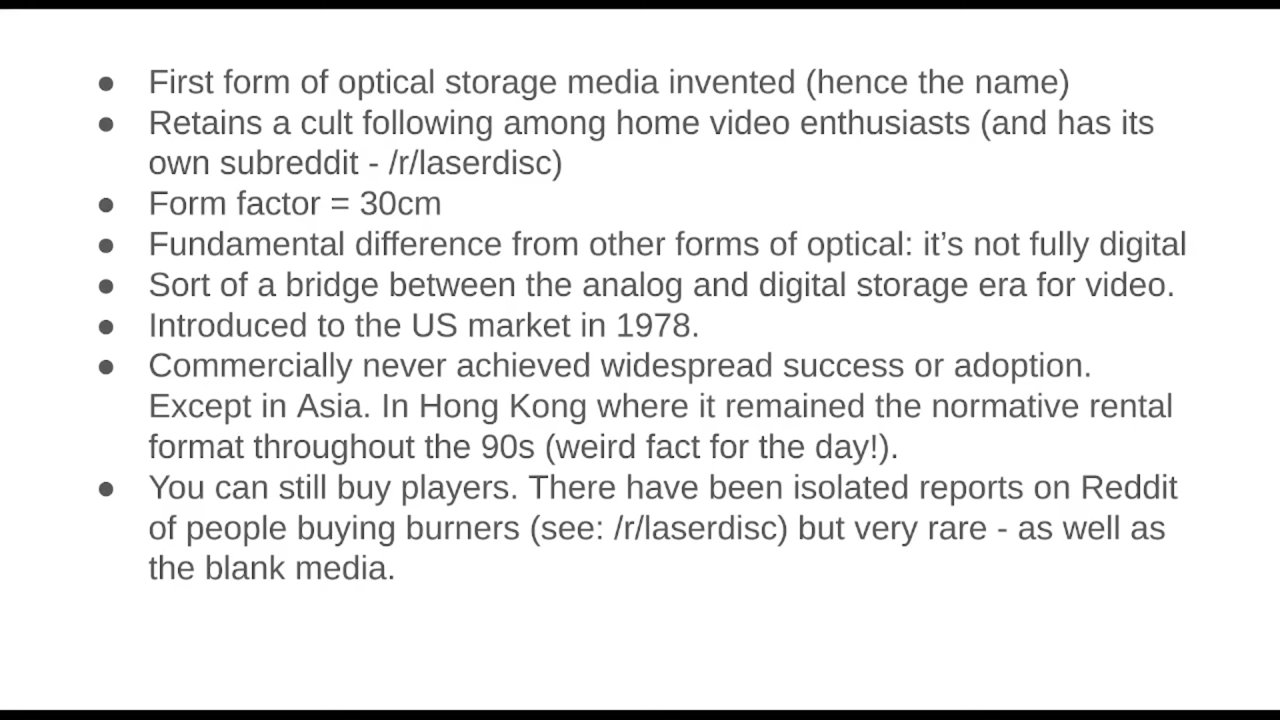 ● First form of optical storage media invented (hence the name)
● Retains a cult following among home video enthusiasts (and has its
own subreddit - /r/laserdisc)
● Form factor = 30cm
● Fundamental difference from other forms of optical: it’s not fully digital
● Sort of a bridge between the analog and digital storage era for video.
● Introduced to the US market in 1978.
● Commercially never achieved widespread success or adoption.
Except in Asia. In Hong Kong where it remained the normative rental
format throughout the 90s (weird fact for the day!).
● You can still buy players. There have been isolated reports on Reddit
of people buying burners (see: /r/laserdisc) but very rare - as well as
the blank media.